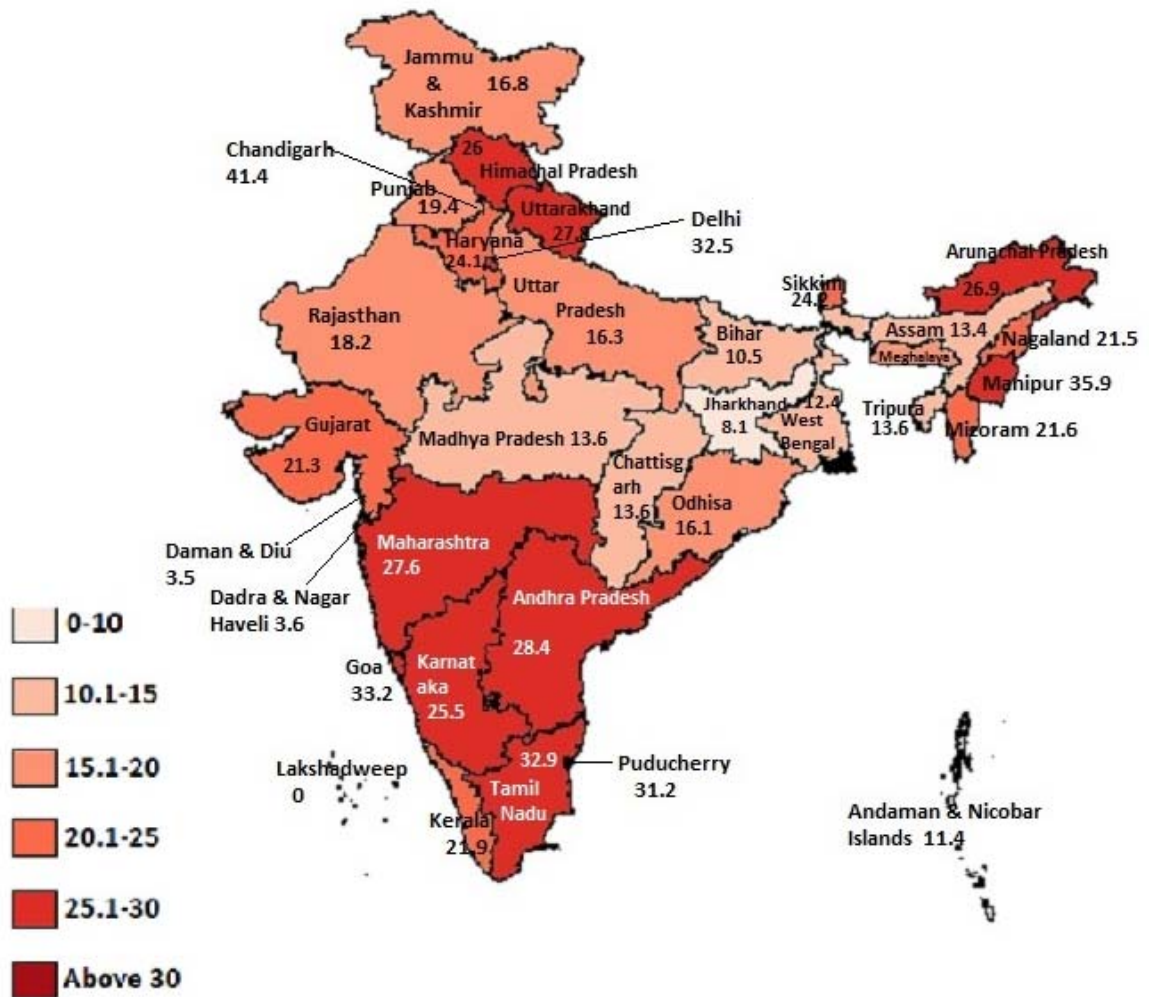 Jammu
&
Kashmir
16.8
Chandigarh
41.4
26
Himachal Pradesh
Punjab
19.4
Uttarakhand
Delhi
32.5
Haryana
24.1
Arunachal Pradesh
26.9
Sikkim
Uttar
Pradesh
16.3
Rajasthan
18.2
Bihar
10.5
Assam 13.4
Nagaland 21.5
Meghalaya
Manipur 35.9
Jharkhand
8.1
12.4
West
Bengal
Tripura
13.6
Mizoram 21.6
Gujarat
21.3
Madhya Pradesh 13.6
Chattisg
arh
13.6
Odhisa
16.1
Maharashtra
27.6
Daman & Diu
3.5
Dadra & Nagar
Haveli 3.6
Andhra Pradesh
28.4
Goa
33.2
Karnat
aka
25.5
Lakshadweep
0
32.9
Tamil
Nadu
Puducherry
31.2
Kerala
21.9
Andaman & Nicobar
Islands 11.4
0-10
10.1-15
15.1-20
20.1-25
25.1-30
Above 30